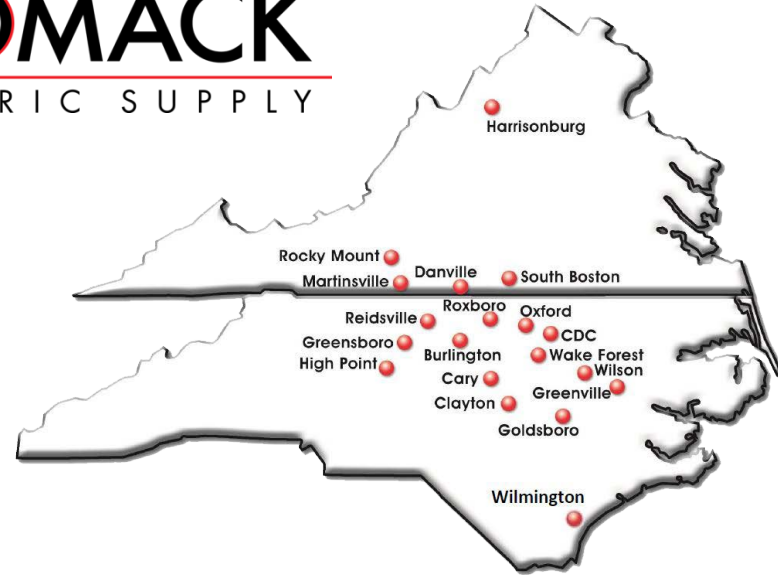 OMACK
RIC SUPPLY
Harrisonburg
Rocky Mount
Martinsville
Danville
South Boston
Roxboro
Oxford
Reidsville
CDC
Greensboro
Burlington
Wake Forest
High Point
Wilson
Cary
Greenville
Clayton
Goldsboro
Wilmington